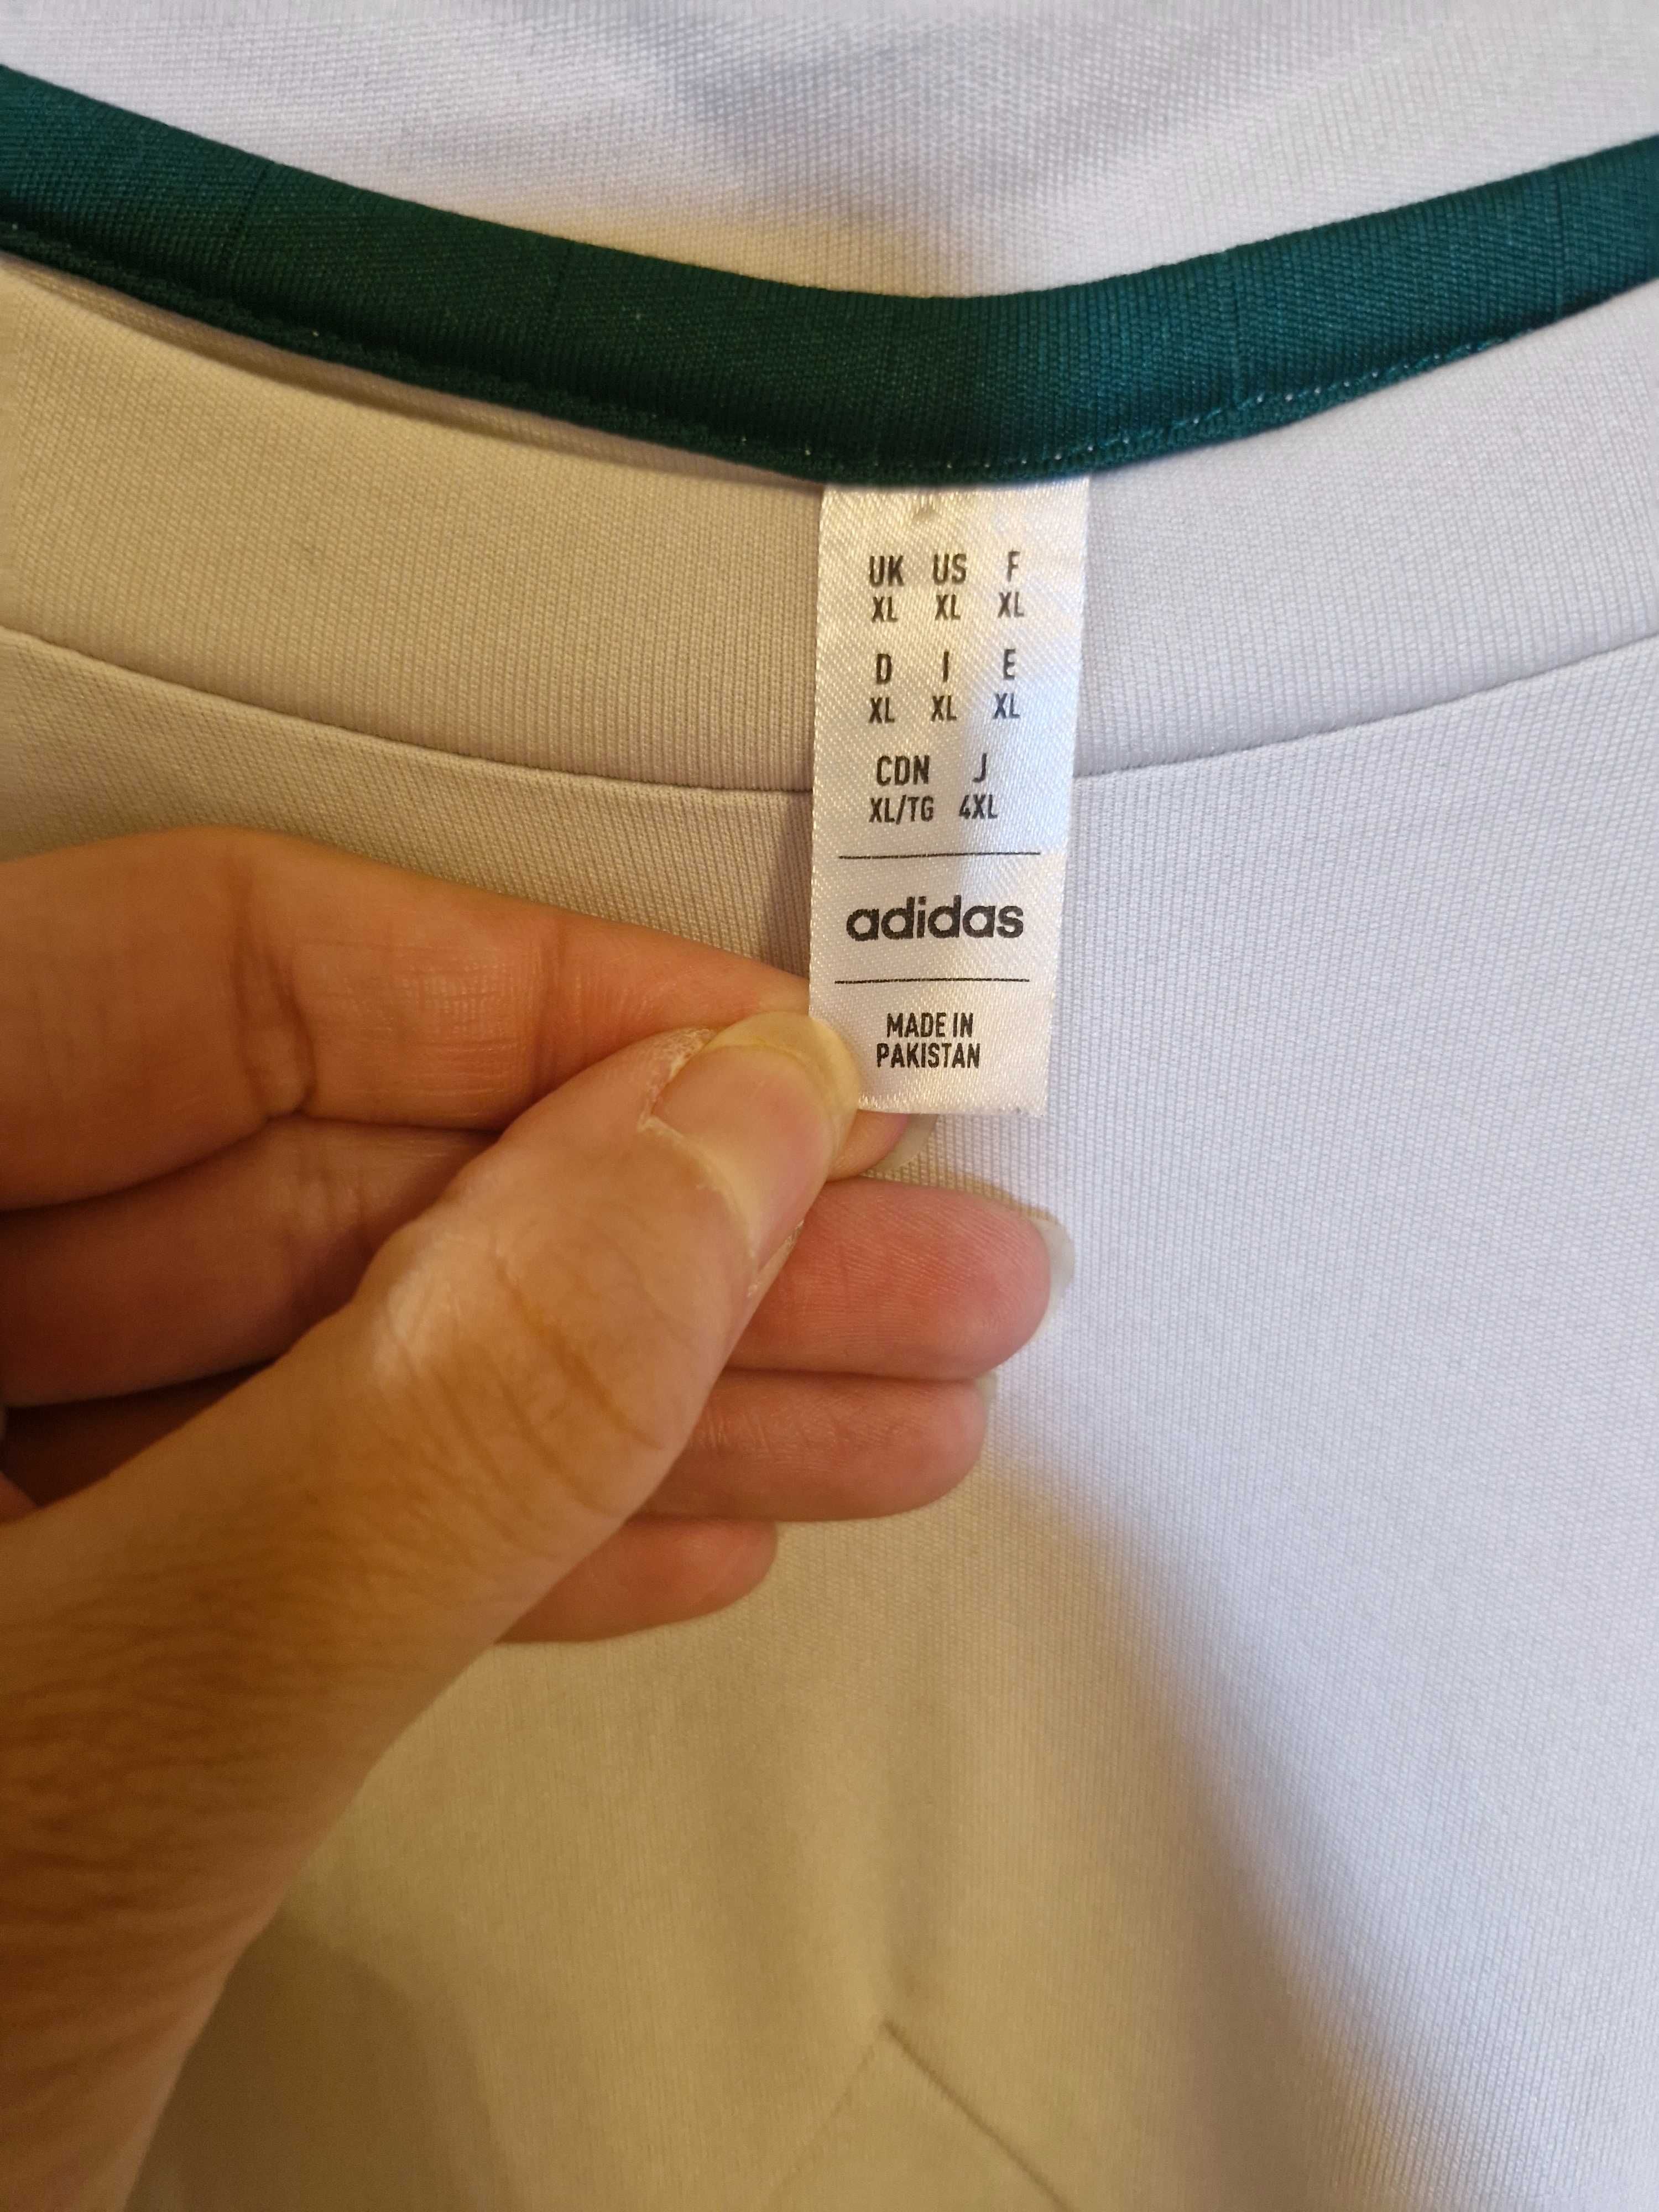 UK US F
XL XL XL
D I E
XL XL XL
CDN J
XL/TG 4XL
adidas
MADE IN
PAKISTAN